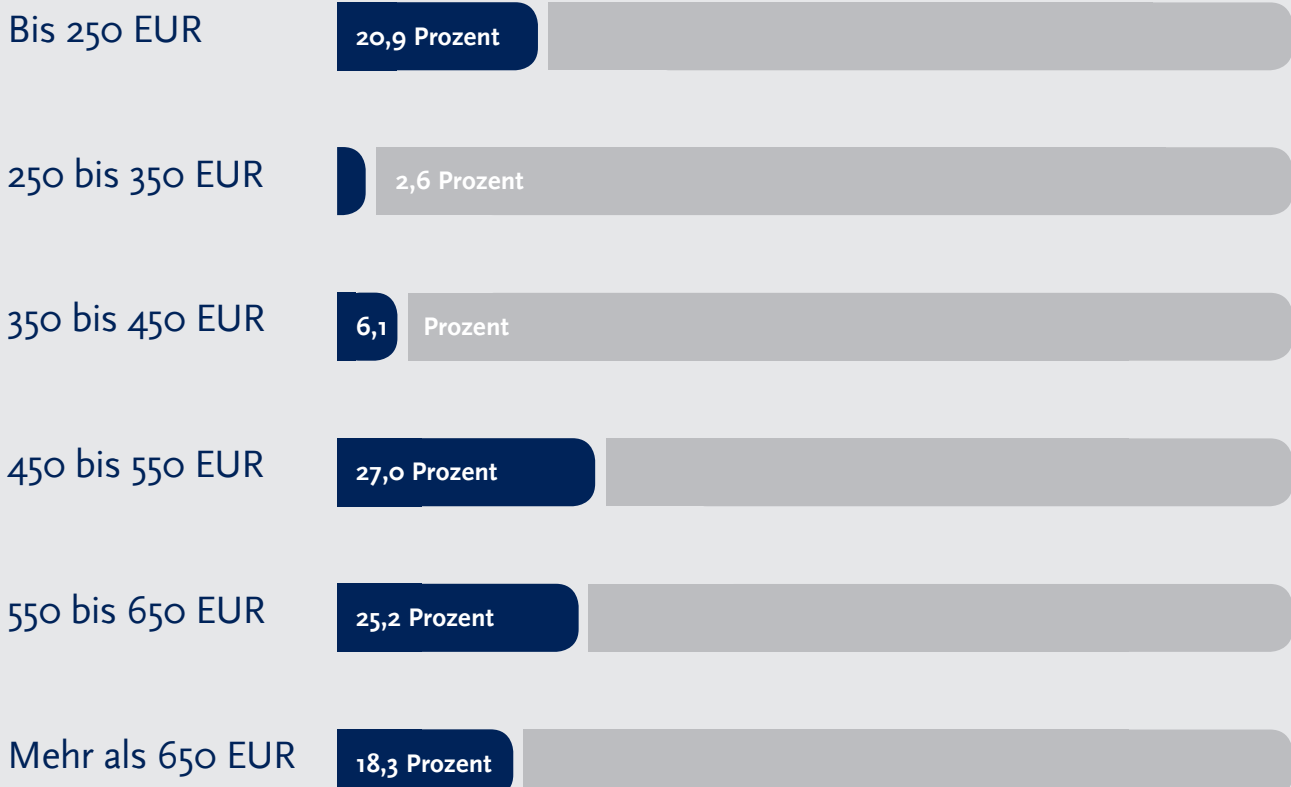 Bis 250 EUR 20,9 Prozent
250 bis 350 EUR 2,6 Prozent
350 bis 450 EUR 6,1 Prozent
450 bis 550 EUR 27,0 Prozent
550 bis 650 EUR 25,2 Prozent
Mehr als 650 EUR 18,3 Prozent